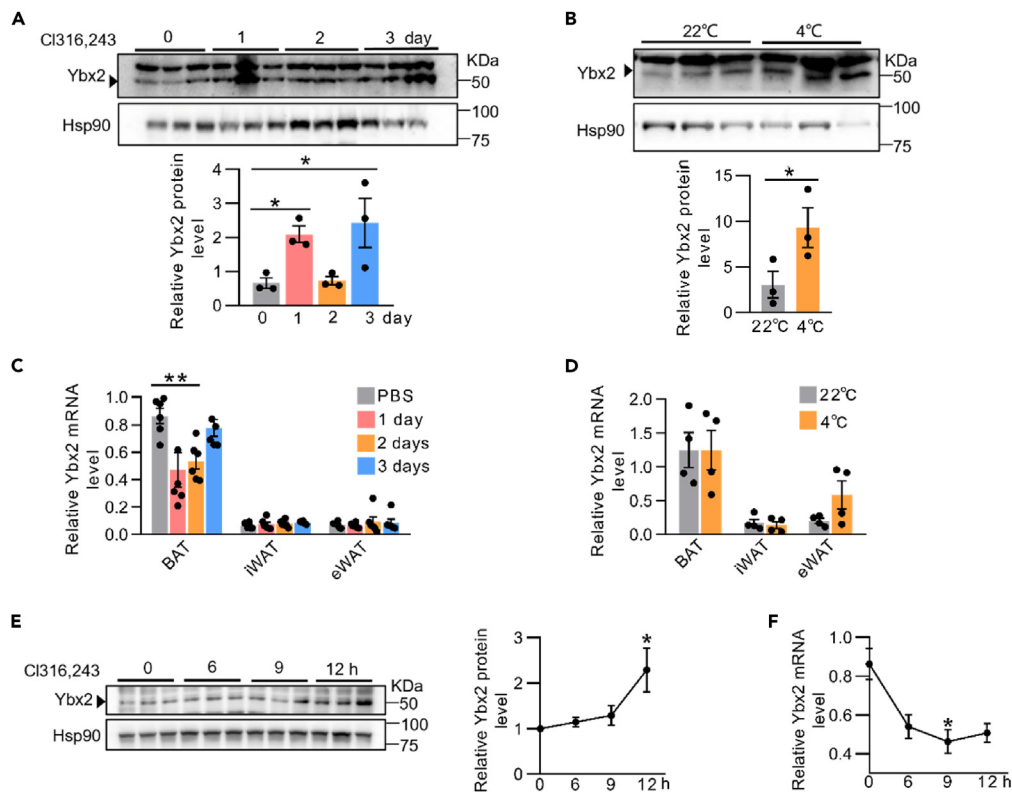 A
Cl316,243 0 1 2 3 day
KDa
Ybx2
50
Hsp90
100
75
Relative Ybx2 protein
level
4
3
2
1
0
*
*
0 1 2 3 day
B
22℃ 4℃
KDa
Ybx2
50
Hsp90
100
75
Relative Ybx2 protein
level
15
10
5
0
*
22℃ 4℃
C
Relative Ybx2 mRNA
level
1.0
0.8
0.6
0.4
0.2
0.0
**
PBS
1 day
2 days
3 days
BAT iWAT eWAT
D
Relative Ybx2 mRNA
level
2.0
1.5
1.0
0.5
0.0
22℃
4℃
BAT iWAT eWAT
E
Cl316,243 0 6 9 12 h
KDa
Ybx2
50
Hsp90
100
75
Relative Ybx2 protein
level
3
2
1
0
*
0 6 9 12 h
F
Relative Ybx2 mRNA
level
1.0
0.8
0.6
0.4
*
0 6 9 12 h